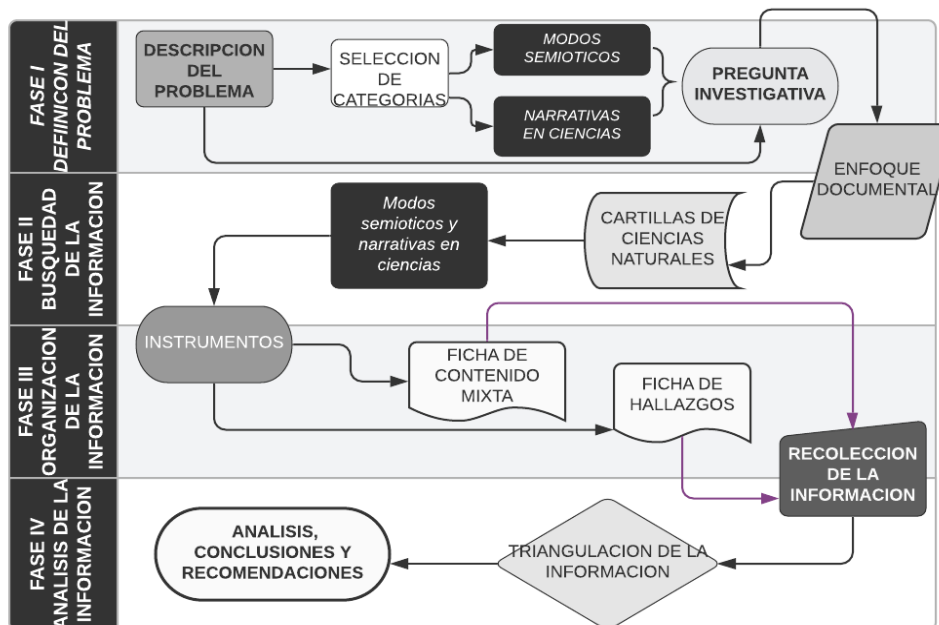 FASE I
DEFIINICON DEL
PROBLEMA
DESCRIPCION
DEL
PROBLEMA
SELECCION
DE
CATEGORIAS
MODOS
SEMIOTICOS
NARRATIVAS
EN CIENCIAS
PREGUNTA
INVESTIGATIVA
ENFOQUE
DOCUMENTAL
FASE II
BUSQUEDAD
DE LA
INFORMACION
CARTILLAS DE
CIENCIAS
NATURALES
Modos
semioticos y
narrativas en
ciencias
FASE III
ORGANIZACION
DE LA
INFORMACION
INSTRUMENTOS
FICHA DE
CONTENIDO
MIXTA
FICHA DE
HALLAZGOS
RECOLECCION
DE LA
INFORMACION
FASE IV
ANALISIS DE LA
INFORMACION
TRIANGULACION DE LA
INFORMACION
ANALISIS,
CONCLUSIONES Y
RECOMENDACIONES